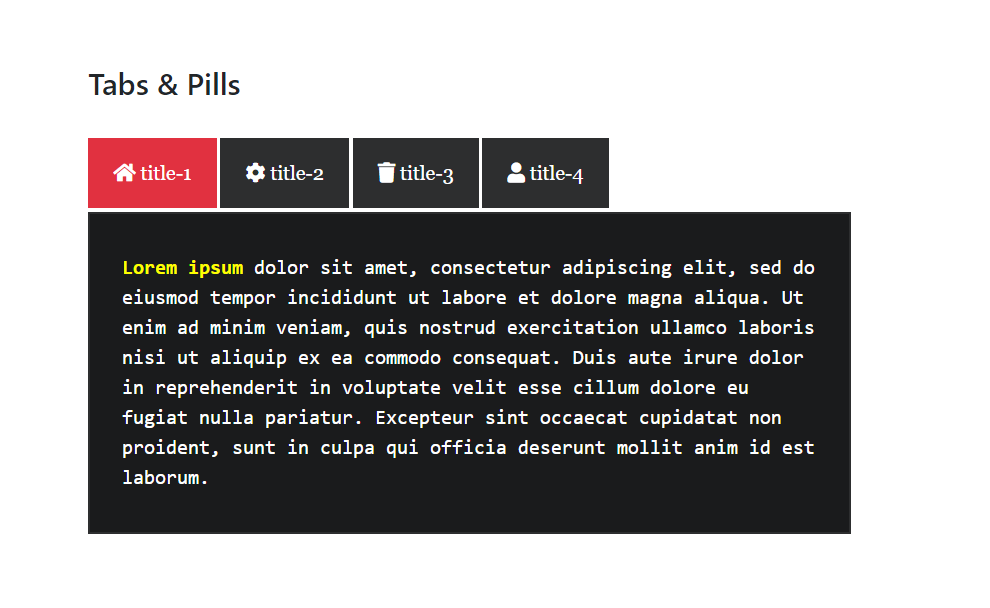 Tabs & Pills
title-1 title-2 title-3 title-4
Lorem ipsum dolor sit amet, consectetur adipiscing elit, sed do
eiusmod tempor incididunt ut labore et dolore magna aliqua. Ut
enim ad minim veniam, quis nostrud exercitation ullamco laboris
nisi ut aliquip ex ea commodo consequat. Duis aute irure dolor
in reprehenderit in voluptate velit esse cillum dolore eu
fugiat nulla pariatur. Excepteur sint occaecat cupidatat non
proident, sunt in culpa qui officia deserunt mollit anim id est
laborum.